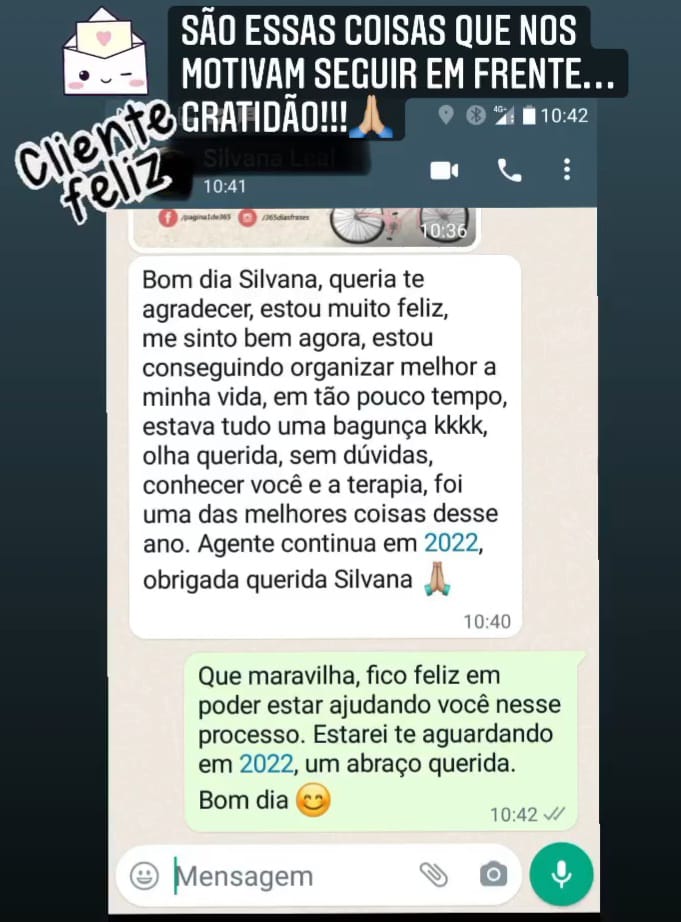 SÃO ESSAS COISAS QUE NOS
MOTIVAM SEGUIR EM FRENTE...
GRATIDÃO!!!🙏🏼
Cliente
feliz
4G+ 10:42
Silvana Leal
10:41
/pagina1de365 /365diasfrases
10:36
Bom dia Silvana, queria te
agradecer, estou muito feliz,
me sinto bem agora, estou
conseguindo organizar melhor a
minha vida, em tão pouco tempo,
estava tudo uma bagunça kkkk,
olha querida, sem dúvidas,
conhecer você e a terapia, foi
uma das melhores coisas desse
ano. Agente continua em 2022,
obrigada querida Silvana 🙏🏼
10:40
Que maravilha, fico feliz em
poder estar ajudando você nesse
processo. Estarei te aguardando
em 2022, um abraço querida.
Bom dia 😊
10:42
Mensagem